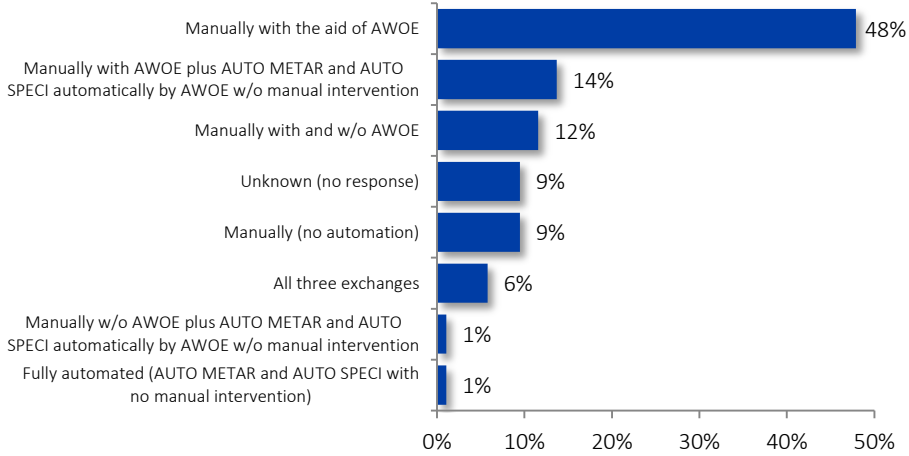 Manually with the aid of AWOE
48%
Manually with AWOE plus AUTO METAR and AUTO
SPECI automatically by AWOE w/o manual intervention
14%
Manually with and w/o AWOE
12%
Unknown (no response)
9%
Manually (no automation)
9%
All three exchanges
6%
Manually w/o AWOE plus AUTO METAR and AUTO
SPECI automatically by AWOE w/o manual intervention
1%
Fully automated (AUTO METAR and AUTO SPECI with
no manual intervention)
1%
0% 10% 20% 30% 40% 50%